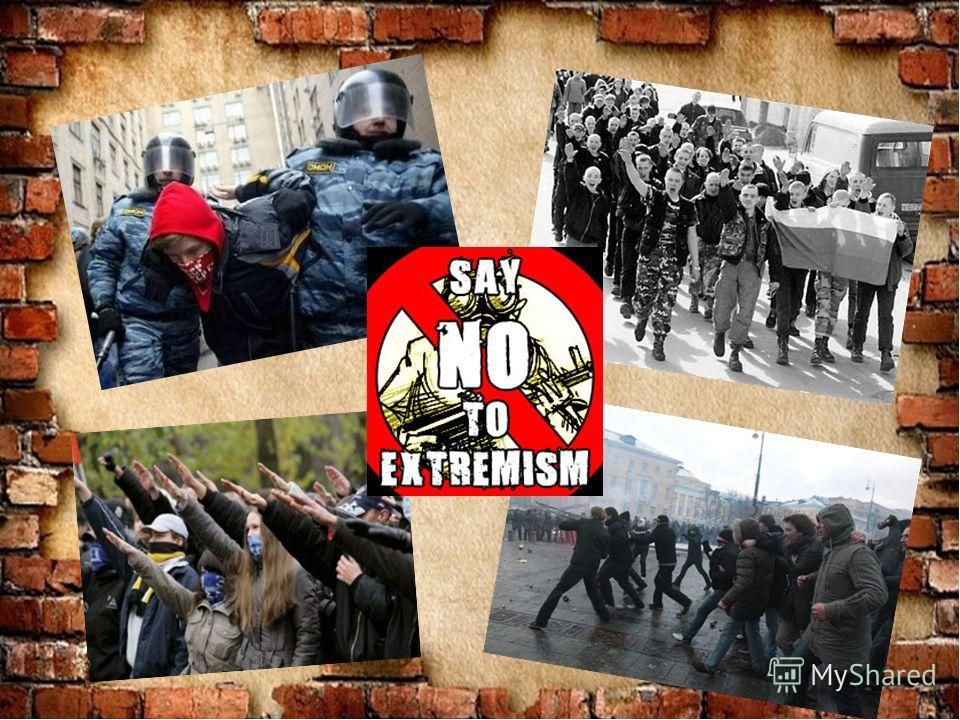 ОМОН
SAY
NO
TO
EXTREMISM
MyShared